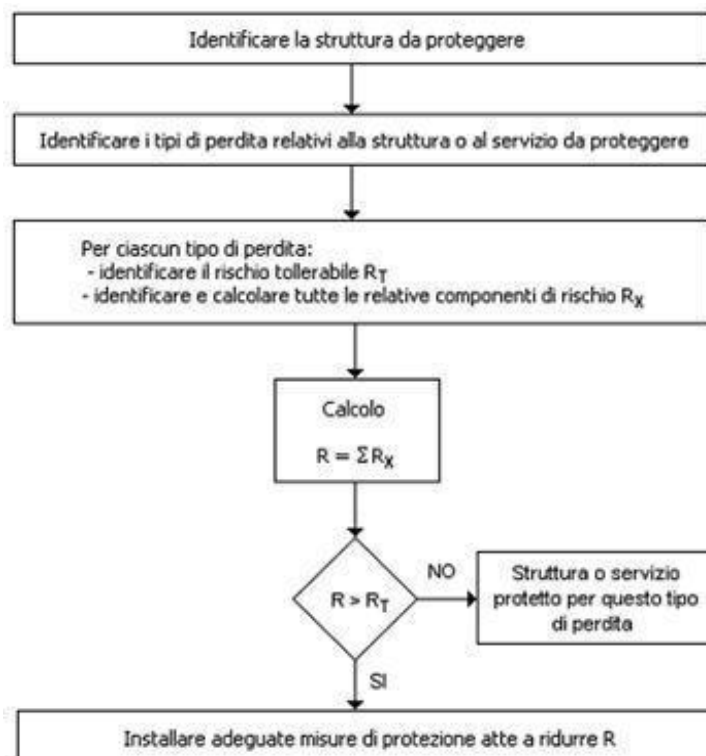 Identificare la struttura da proteggere
Identificare i tipi di perdita relativi alla struttura o al servizio da proteggere
Per ciascun tipo di perdita:
- identificare il rischio tollerabile RT
- identificare e calcolare tutte le relative componenti di rischio RX
Calcolo
R = ΣRX
R > RT
NO
Struttura o servizio
protetto per questo tipo
di perdita
SI
Installare adeguate misure di protezione atte a ridurre R